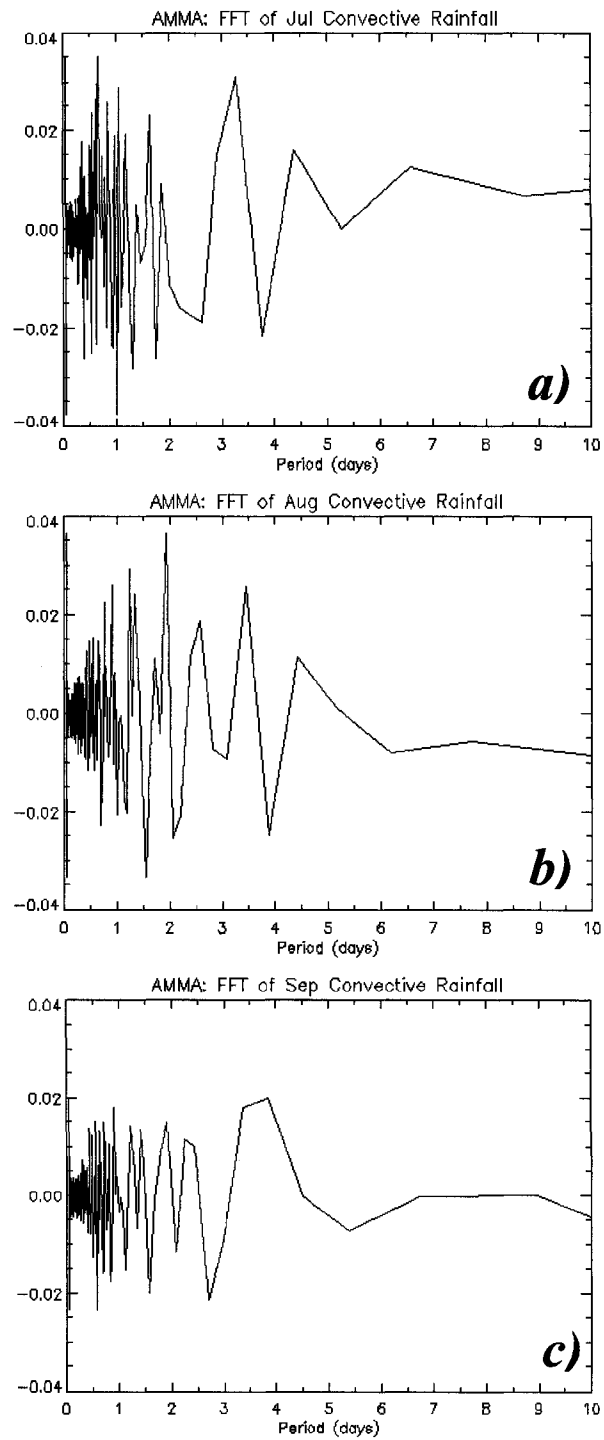 AMMA: FFT of Jul Convective Rainfall
0.04
0.02
0.00
-0.02
-0.04
0 1 2 3 4 5 6 7 8 9 10
Period (days)
a)
AMMA: FFT of Aug Convective Rainfall
0.04
0.02
0.00
-0.02
-0.04
0 1 2 3 4 5 6 7 8 9 10
Period (days)
b)
AMMA: FFT of Sep Convective Rainfall
0.04
0.02
0.00
-0.02
-0.04
0 1 2 3 4 5 6 7 8 9 10
Period (days)
c)